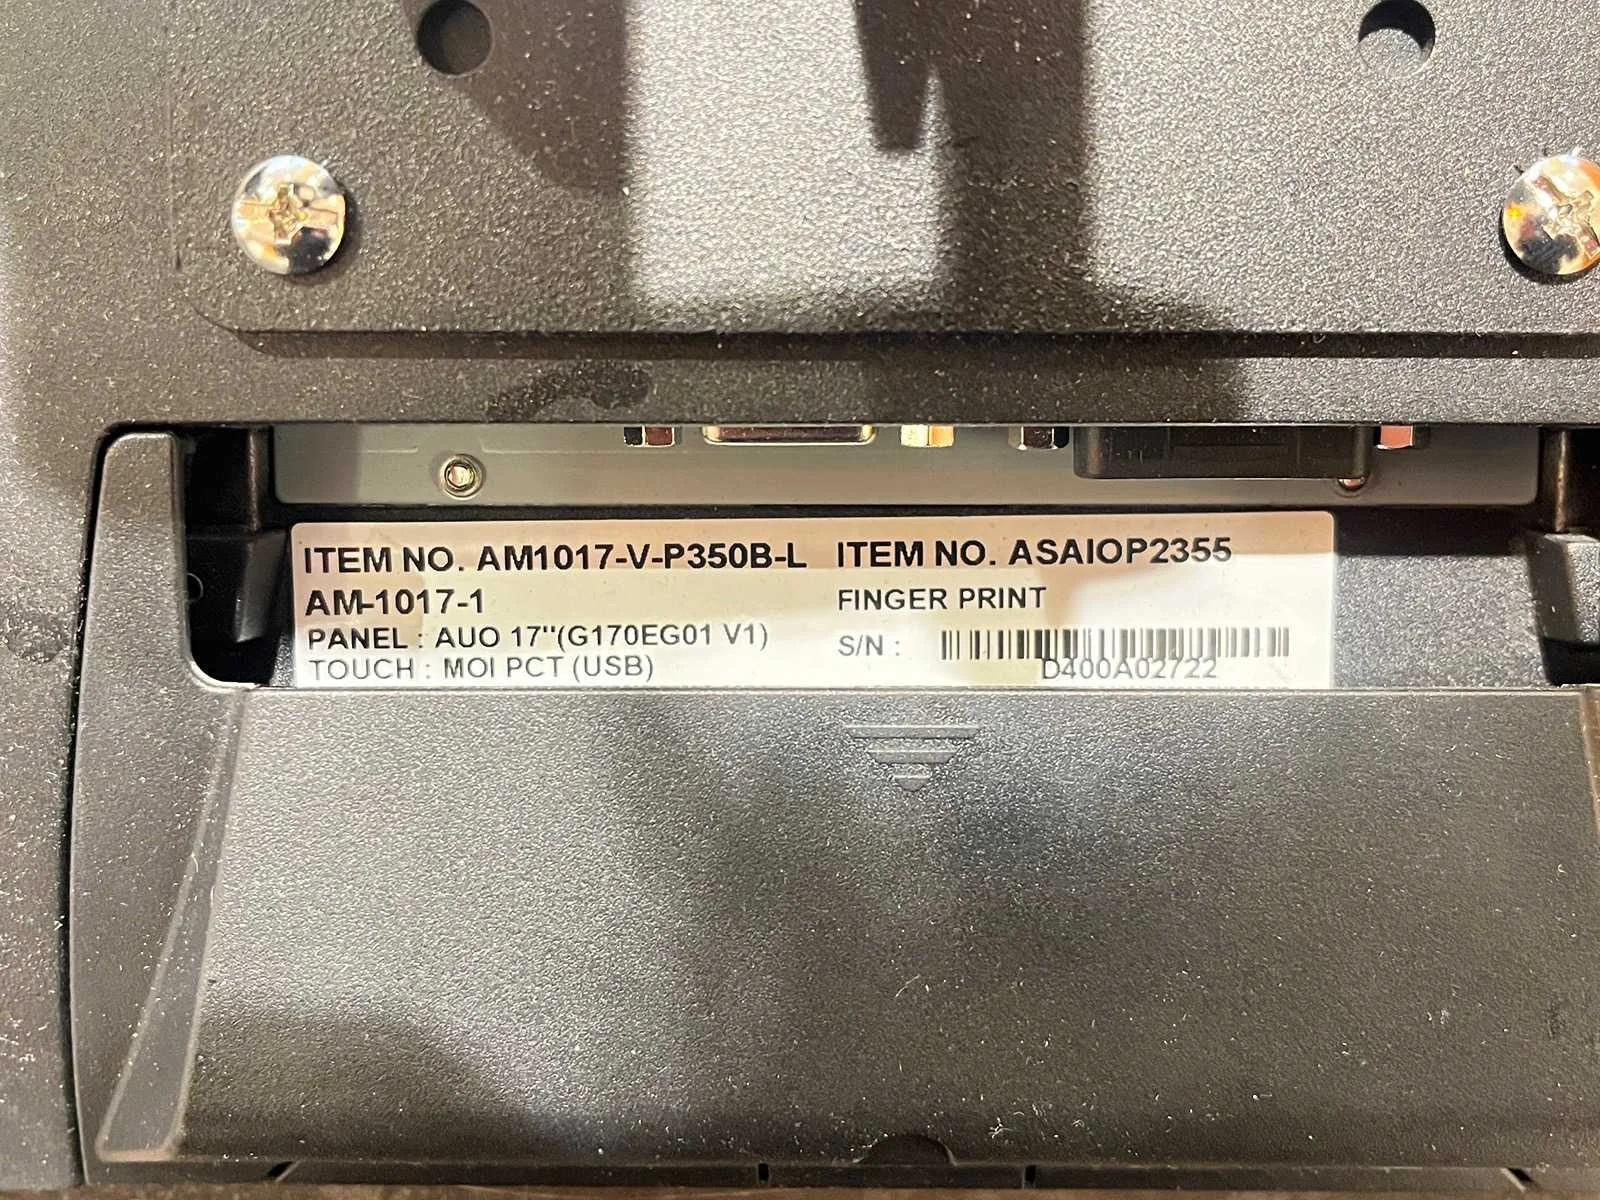 ITEM NO. AM1017-V-P350B-L
AM-1017-1
PANEL : AUO 17"(G170EG01 V1)
TOUCH : MOI PCT (USB)
ITEM NO. ASAIOP2355
FINGER PRINT
S/N :
D400A02722